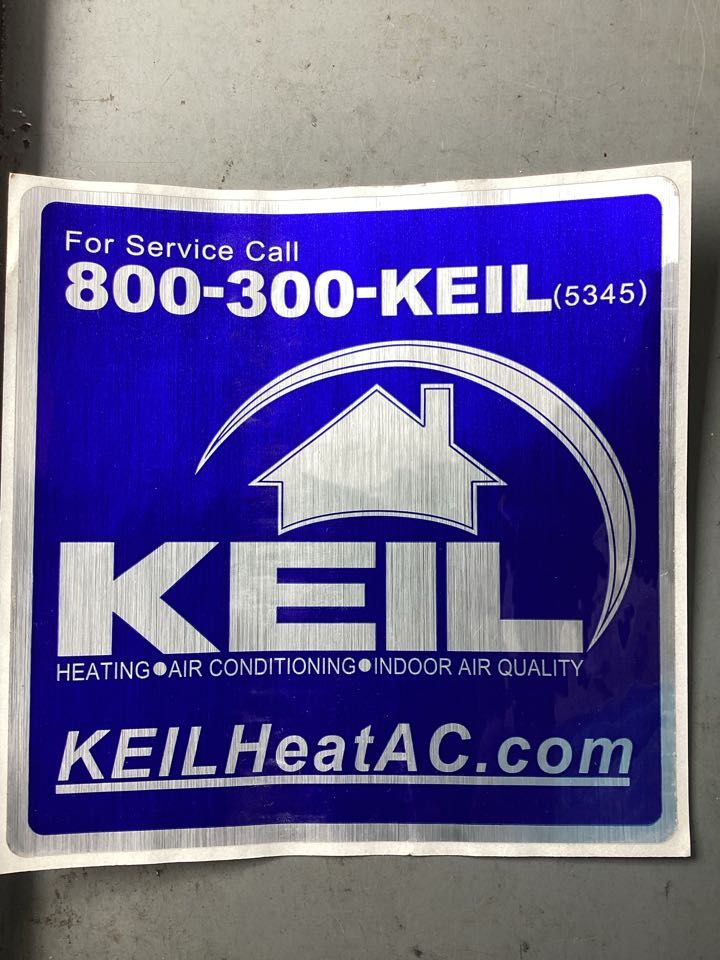 For Service Call
800-300-KEIL(5345)
KEIL
HEATING●AIR CONDITIONING●INDOOR AIR QUALITY
KEILHeatAC.com